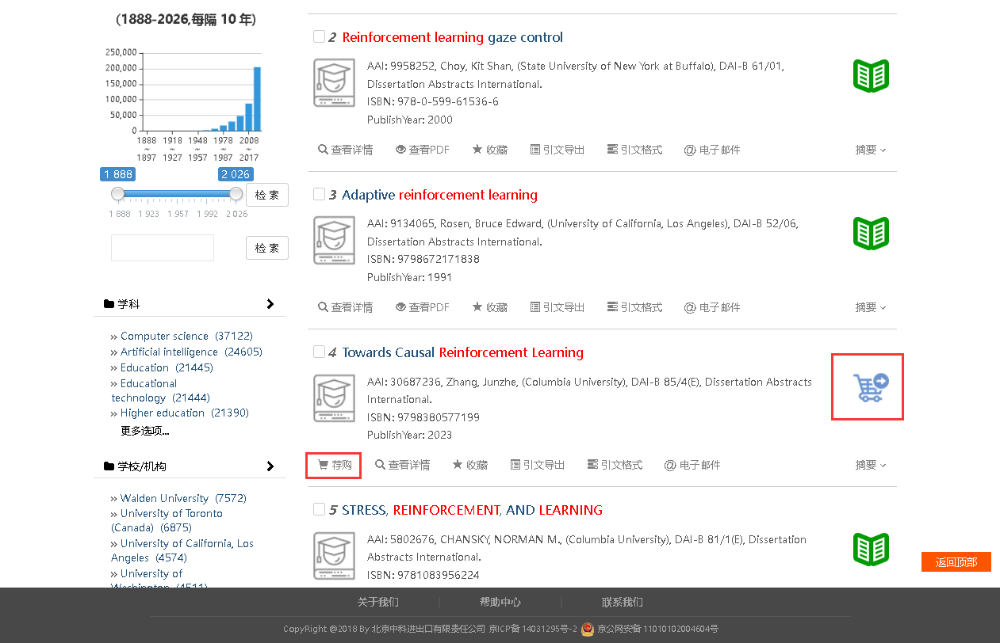 (1888-2026,每隔 10 年)
250,000
200,000
150,000
100,000
50,000
0
1888 1918 1948 1978 2008
~ ~ ~ ~ ~
1897 1927 1957 1987 2017
1 888 2 026
检 索
1 888 1 923 1 957 1 992 2 026
检 索
学科
» Computer science (37122)
» Artificial intelligence (24605)
» Education (21445)
» Educational
technology (21444)
» Higher education (21390)
更多选项...
学校/机构
» Walden University (7572)
» University of Toronto
(Canada) (6875)
» University of California, Los
Angeles (4574)
» University of
Washington (4511)
2 Reinforcement learning gaze control
AAI: 9958252, Choy, Kit Shan, (State University of New York at Buffalo), DAI-B 61/01,
Dissertation Abstracts International.
ISBN: 978-0-599-61536-6
PublishYear: 2000
查看详情 查看PDF 收藏 引文导出 引文格式 @ 电子邮件 摘要
3 Adaptive reinforcement learning
AAI: 9134065, Rosen, Bruce Edward, (University of California, Los Angeles), DAI-B 52/06,
Dissertation Abstracts International.
ISBN: 9798672171838
PublishYear: 1991
查看详情 查看PDF 收藏 引文导出 引文格式 @ 电子邮件 摘要
4 Towards Causal Reinforcement Learning
AAI: 30687236, Zhang, Junzhe, (Columbia University), DAI-B 85/4(E), Dissertation Abstracts
International.
ISBN: 9798380577199
PublishYear: 2023
荐购 查看详情 收藏 引文导出 引文格式 @ 电子邮件 摘要
5 STRESS, REINFORCEMENT, AND LEARNING
AAI: 5802676, CHANSKY, NORMAN M., (Columbia University), DAI-B 81/1(E), Dissertation
Abstracts International.
ISBN: 9781083956224
返回顶部
关于我们 | 帮助中心 | 联系我们
CopyRight @2018 By 北京中科进出口有限责任公司 京ICP备14031295号-2 京公网安备 11010102004604号